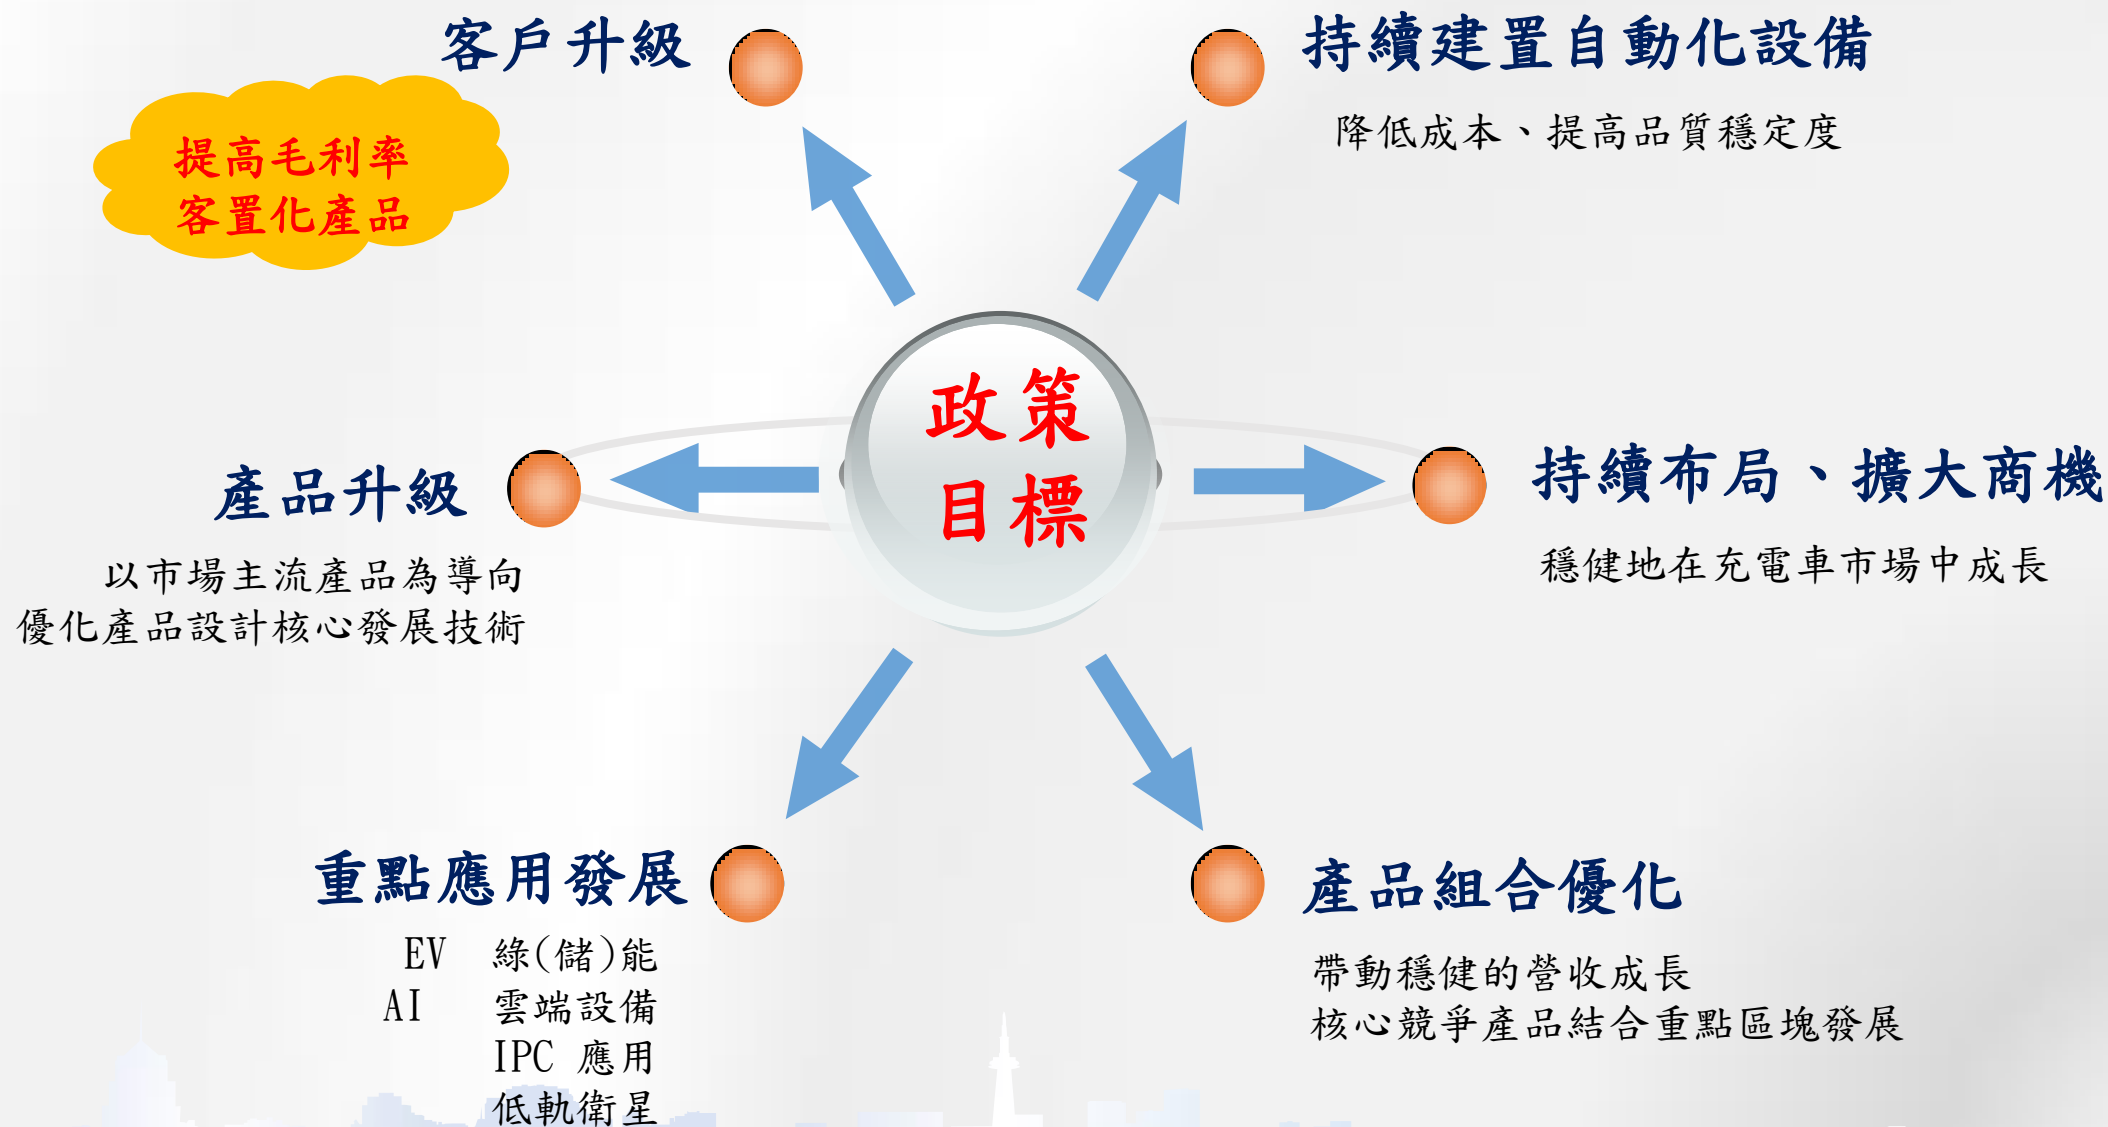 客戶升級
提高毛利率
客置化產品
持續建置自動化設備
降低成本、提高品質穩定度
政策
目標
產品升級
以市場主流產品為導向
優化產品設計核心發展技術
持續布局、擴大商機
穩健地在充電車市場中成長
重點應用發展
EV 綠(儲)能
AI 雲端設備
IPC 應用
低軌衛星
產品組合優化
帶動穩健的營收成長
核心競爭產品結合重點區塊發展